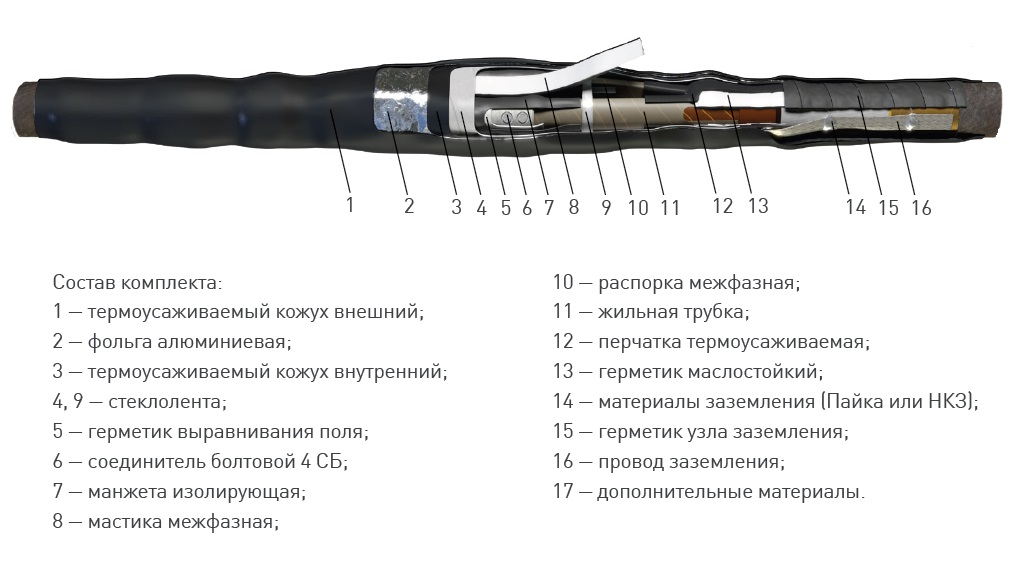 1 2 3 4 5 6 7 8 9 10 11 12 13 14 15 16
Состав комплекта:
1 — термоусаживаемый кожух внешний;
2 — фольга алюминиевая;
3 — термоусаживаемый кожух внутренний;
4, 9 — стеклолента;
5 — герметик выравнивания поля;
6 — соединитель болтовой 4 СБ;
7 — манжета изолирующая;
8 — мастика межфазная;
10 — распорка межфазная;
11 — жильная трубка;
12 — перчатка термоусаживаемая;
13 — герметик маслостойкий;
14 — материалы заземления (Пайка или НКЗ);
15 — герметик узла заземления;
16 — провод заземления;
17 — дополнительные материалы.